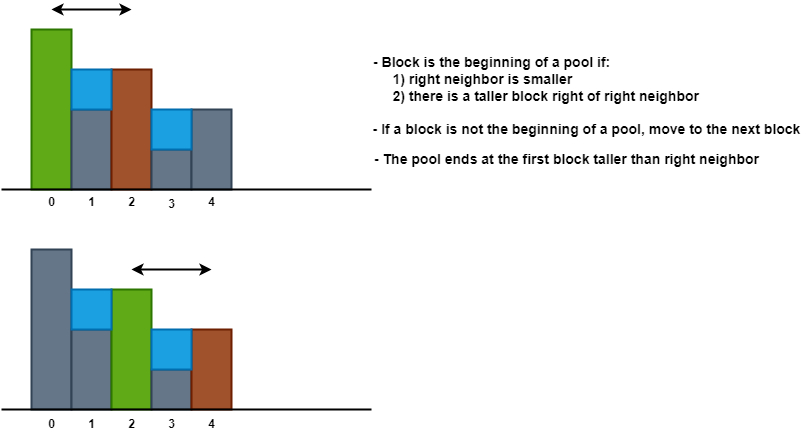 - Block is the beginning of a pool if:
1) right neighbor is smaller
2) there is a taller block right of right neighbor
- If a block is not the beginning of a pool, move to the next block
- The pool ends at the first block taller than right neighbor
0 1 2 3 4
0 1 2 3 4